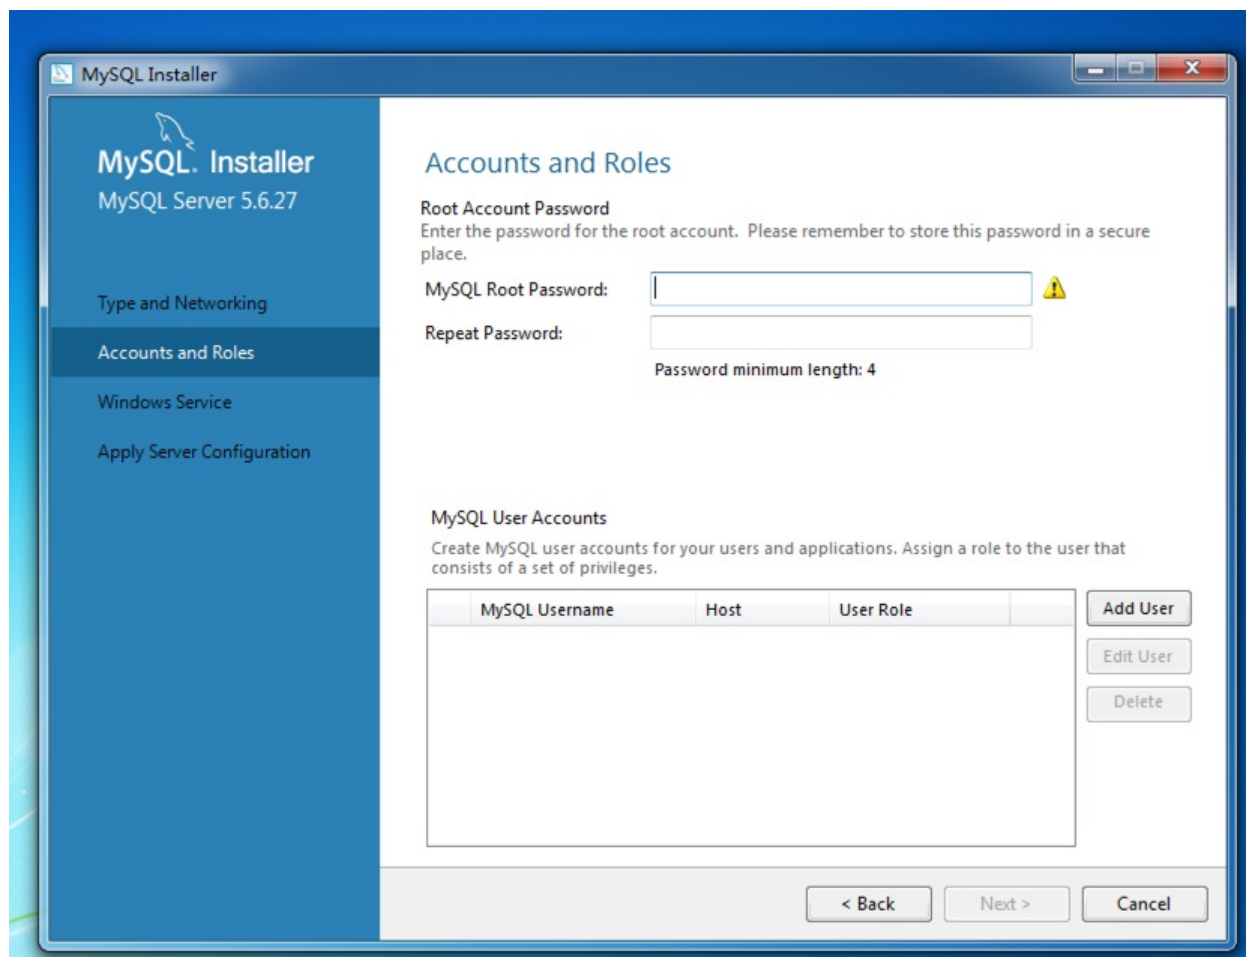 MySQL Installer
MySQL. Installer
MySQL Server 5.6.27
Type and Networking
Accounts and Roles
Windows Service
Apply Server Configuration
Accounts and Roles
Root Account Password
Enter the password for the root account. Please remember to store this password in a secure
place.
MySQL Root Password:
Repeat Password:
Password minimum length: 4
MySQL User Accounts
Create MySQL user accounts for your users and applications. Assign a role to the user that
consists of a set of privileges.
MySQL Username Host User Role
Add User
Edit User
Delete
< Back Next > Cancel